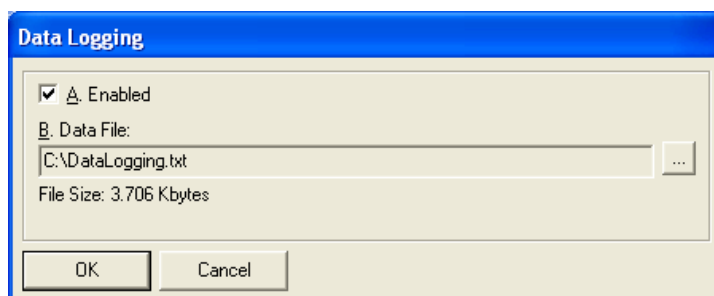 Data Logging
A. Enabled
B. Data File:
C:\DataLogging.txt
...
File Size: 3.706 Kbytes
OK
Cancel